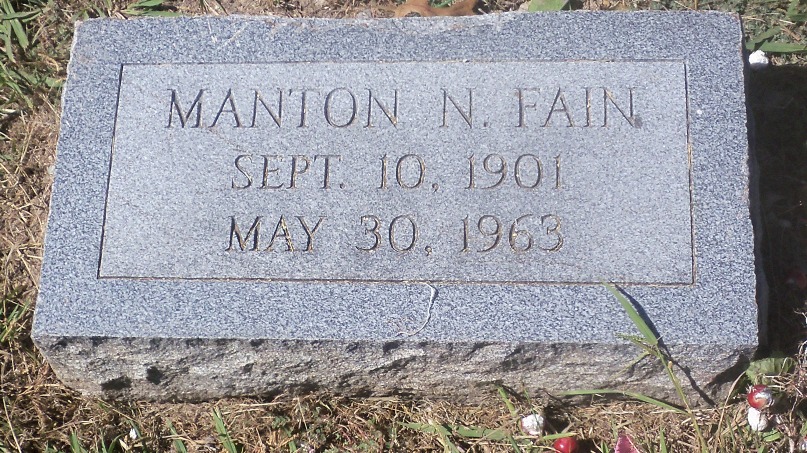 MANTON N. FAIN
SEPT. 10, 1901
MAY 30, 1963